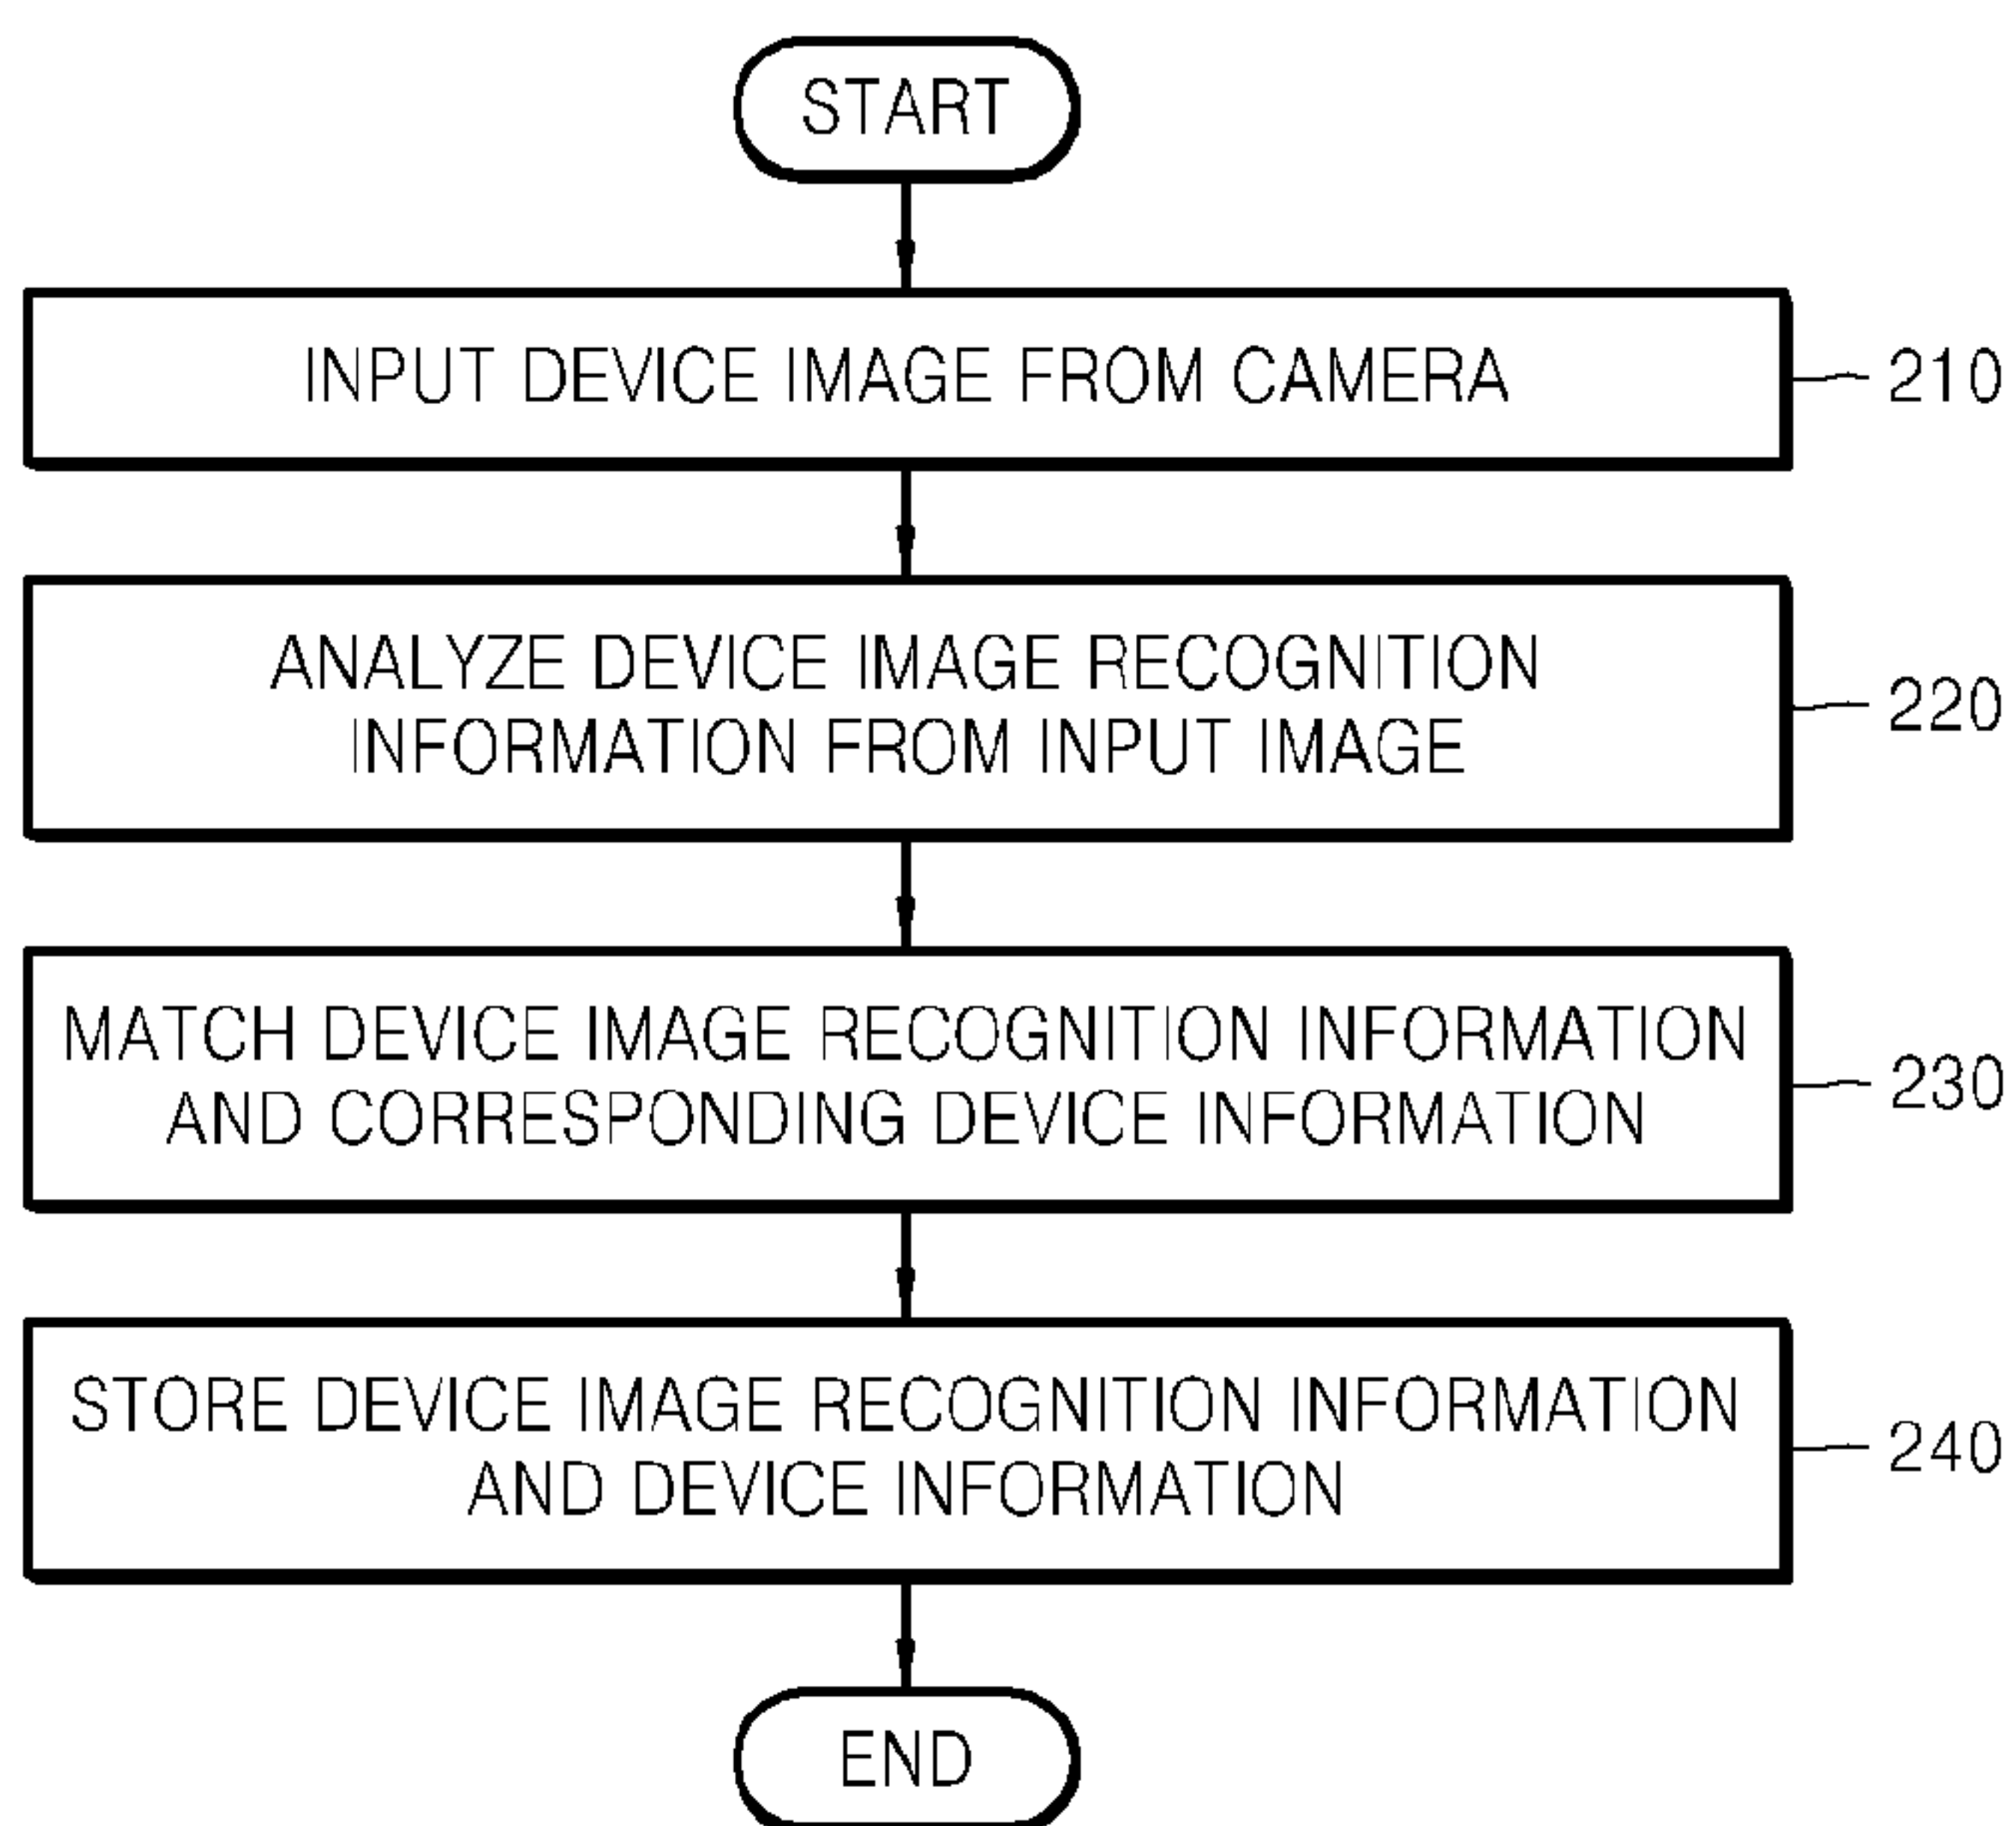 START
INPUT DEVICE IMAGE FROM CAMERA
210
ANALYZE DEVICE IMAGE RECOGNITION
INFORMATION FROM INPUT IMAGE
220
MATCH DEVICE IMAGE RECOGNITION INFORMATION
AND CORRESPONDING DEVICE INFORMATION
230
STORE DEVICE IMAGE RECOGNITION INFORMATION
AND DEVICE INFORMATION
240
END